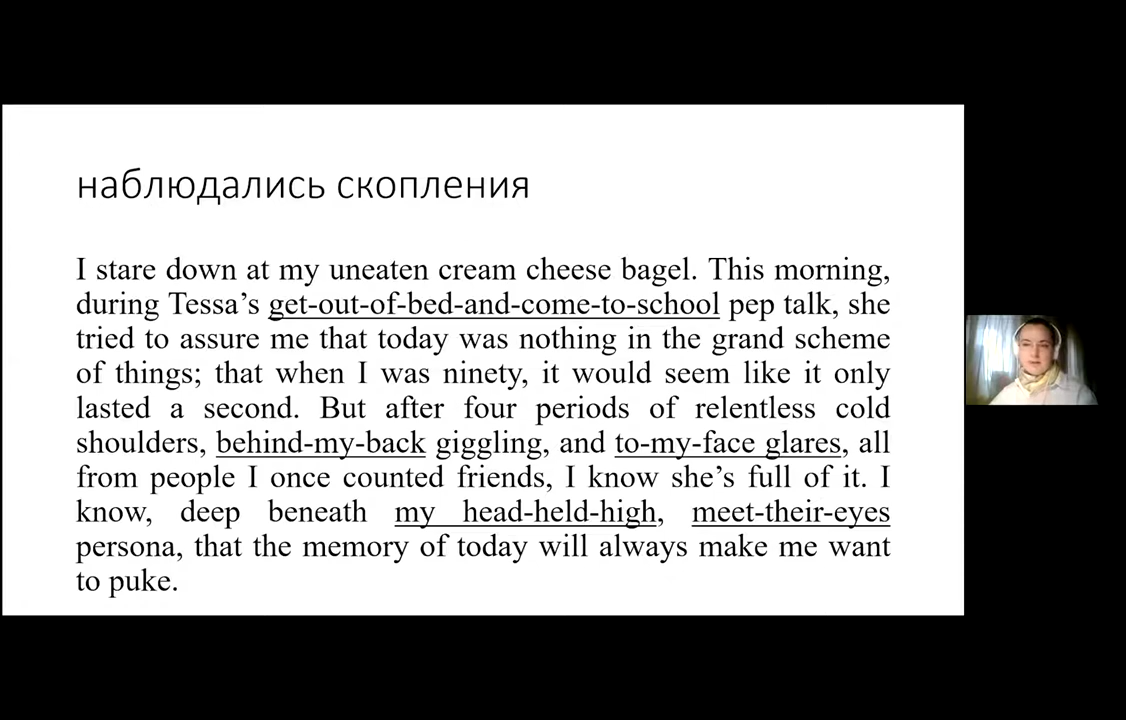 наблюдались скопления
I stare down at my uneaten cream cheese bagel. This morning,
during Tessa’s get-out-of-bed-and-come-to-school pep talk, she
tried to assure me that today was nothing in the grand scheme
of things; that when I was ninety, it would seem like it only
lasted a second. But after four periods of relentless cold
shoulders, behind-my-back giggling, and to-my-face glares, all
from people I once counted friends, I know she’s full of it. I
know, deep beneath my head-held-high, meet-their-eyes
persona, that the memory of today will always make me want
to puke.